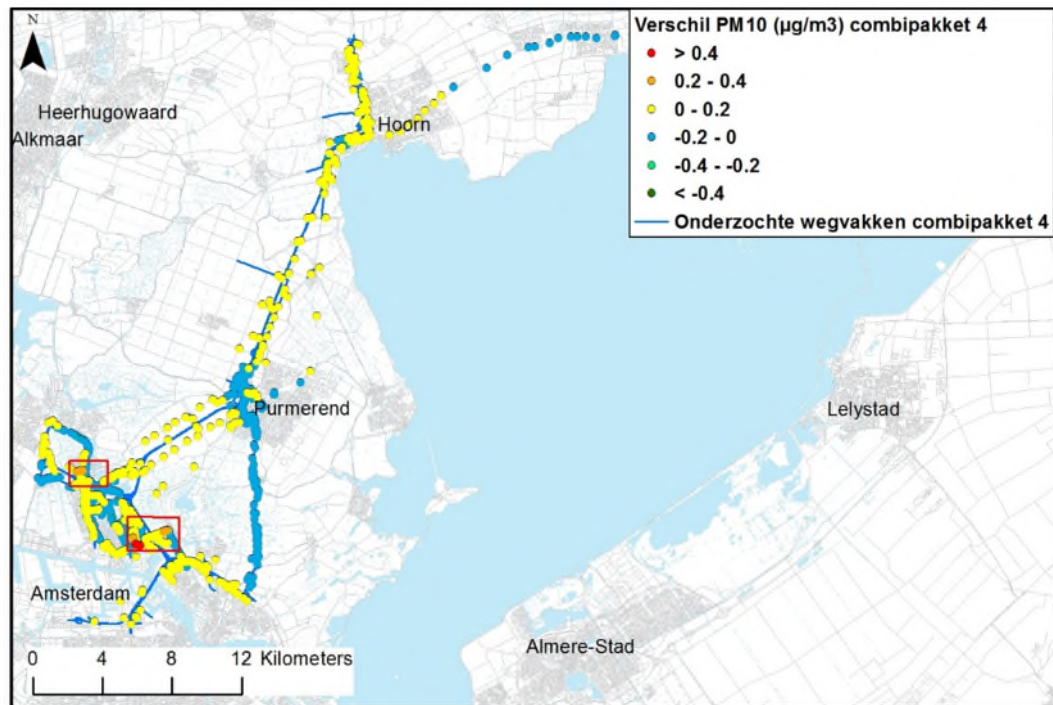 N
Verschil PM10 (µg/m3) combipakket 4
> 0.4
0.2 - 0.4
0 - 0.2
-0.2 - 0
-0.4 - -0.2
< -0.4
Onderzochte wegvakken combipakket 4
Heerhugowaard
Alkmaar
Hoorn
Purmerend
Lelystad
Amsterdam
Almere-Stad
0 4 8 12 Kilometers